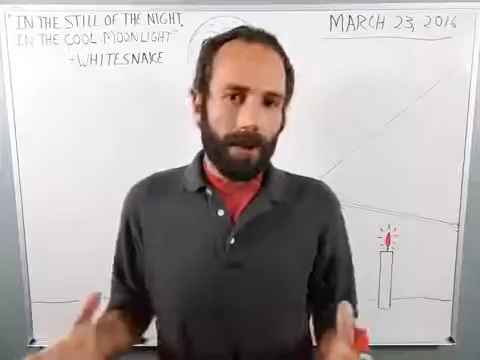 "IN THE STILL OF THE NIGHT,
IN THE COOL MOONLIGHT"
-WHITESNAKE
MARCH 23, 2016